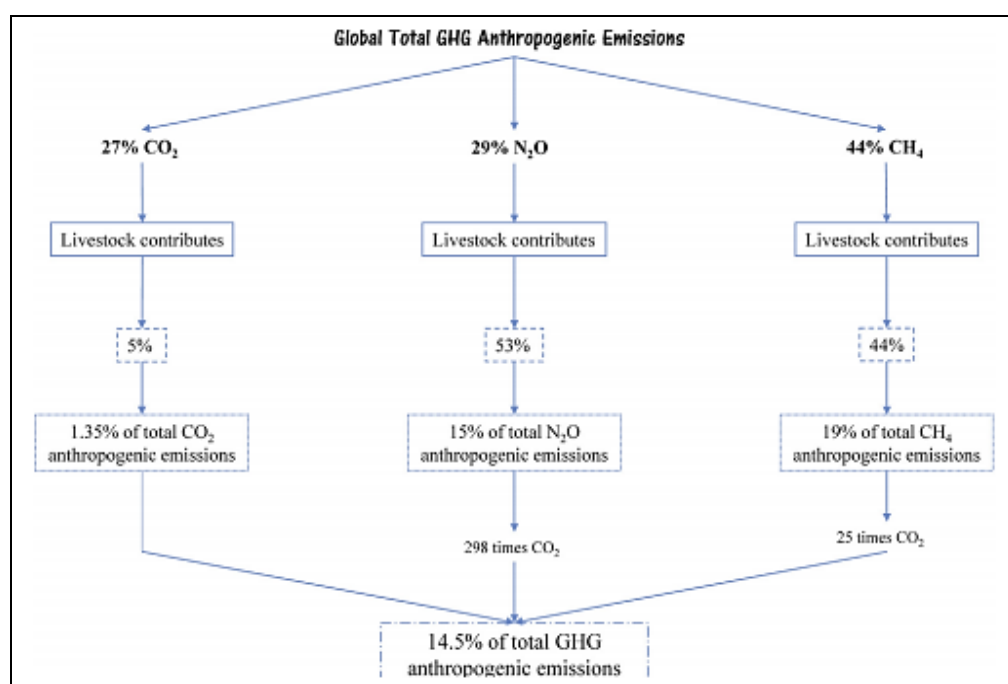 Global Total GHG Anthropogenic Emissions
27% CO₂
29% N₂O
44% CH₄
Livestock contributes
Livestock contributes
Livestock contributes
5%
53%
44%
1.35% of total CO₂
anthropogenic emissions
15% of total N₂O
anthropogenic emissions
19% of total CH₄
anthropogenic emissions
298 times CO₂
25 times CO₂
14.5% of total GHG
anthropogenic emissions